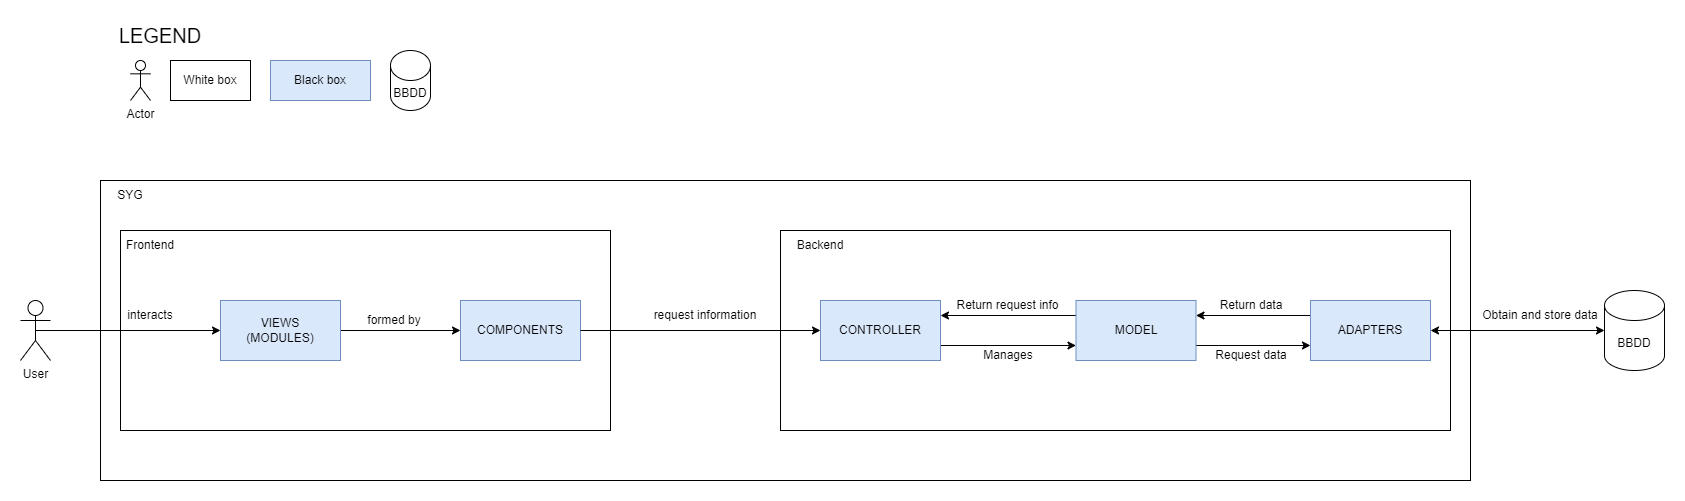 LEGEND
Actor
White box
Black box
BBDD
SYG
Frontend
Backend
User
interacts
VIEWS
(MODULES)
formed by
COMPONENTS
request information
CONTROLLER
Return request info
Manages
MODEL
Return data
Request data
ADAPTERS
Obtain and store data
BBDD